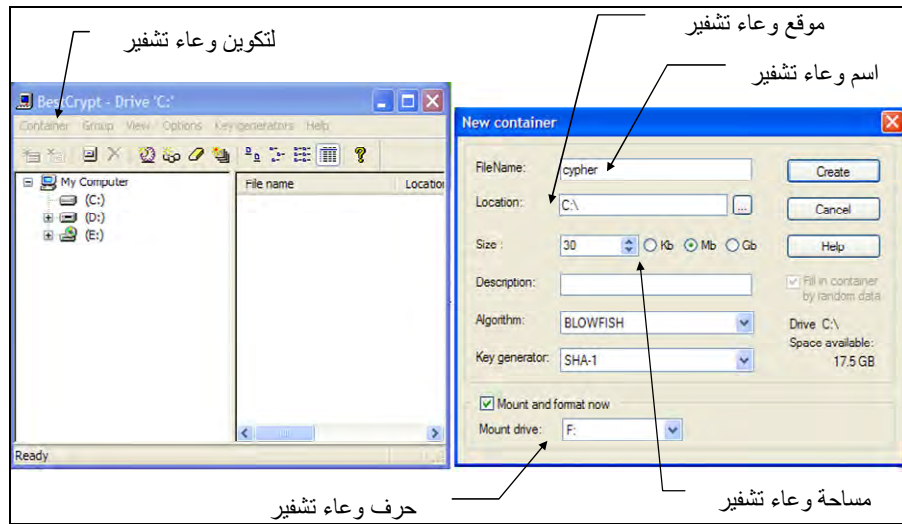 موقع وعاء تشفير
لتكوين وعاء تشفير
اسم وعاء تشفير
BestCrypt - Drive 'C:'
Container Group View Options Key generators Help
My Computer
(C:)
(D:)
(E:)
File name Location
Ready
New container
FileName: cypher
Create
Location: C:\ ...
Cancel
Size : 30 Kb Mb Gb
Help
Description:
Fill in container
by random data
Algorithm: BLOWFISH
Drive C:\
Space available:
17.5 GB
Key generator: SHA-1
Mount and format now
Mount drive: F:
مساحة وعاء تشفير
حرف وعاء تشفير